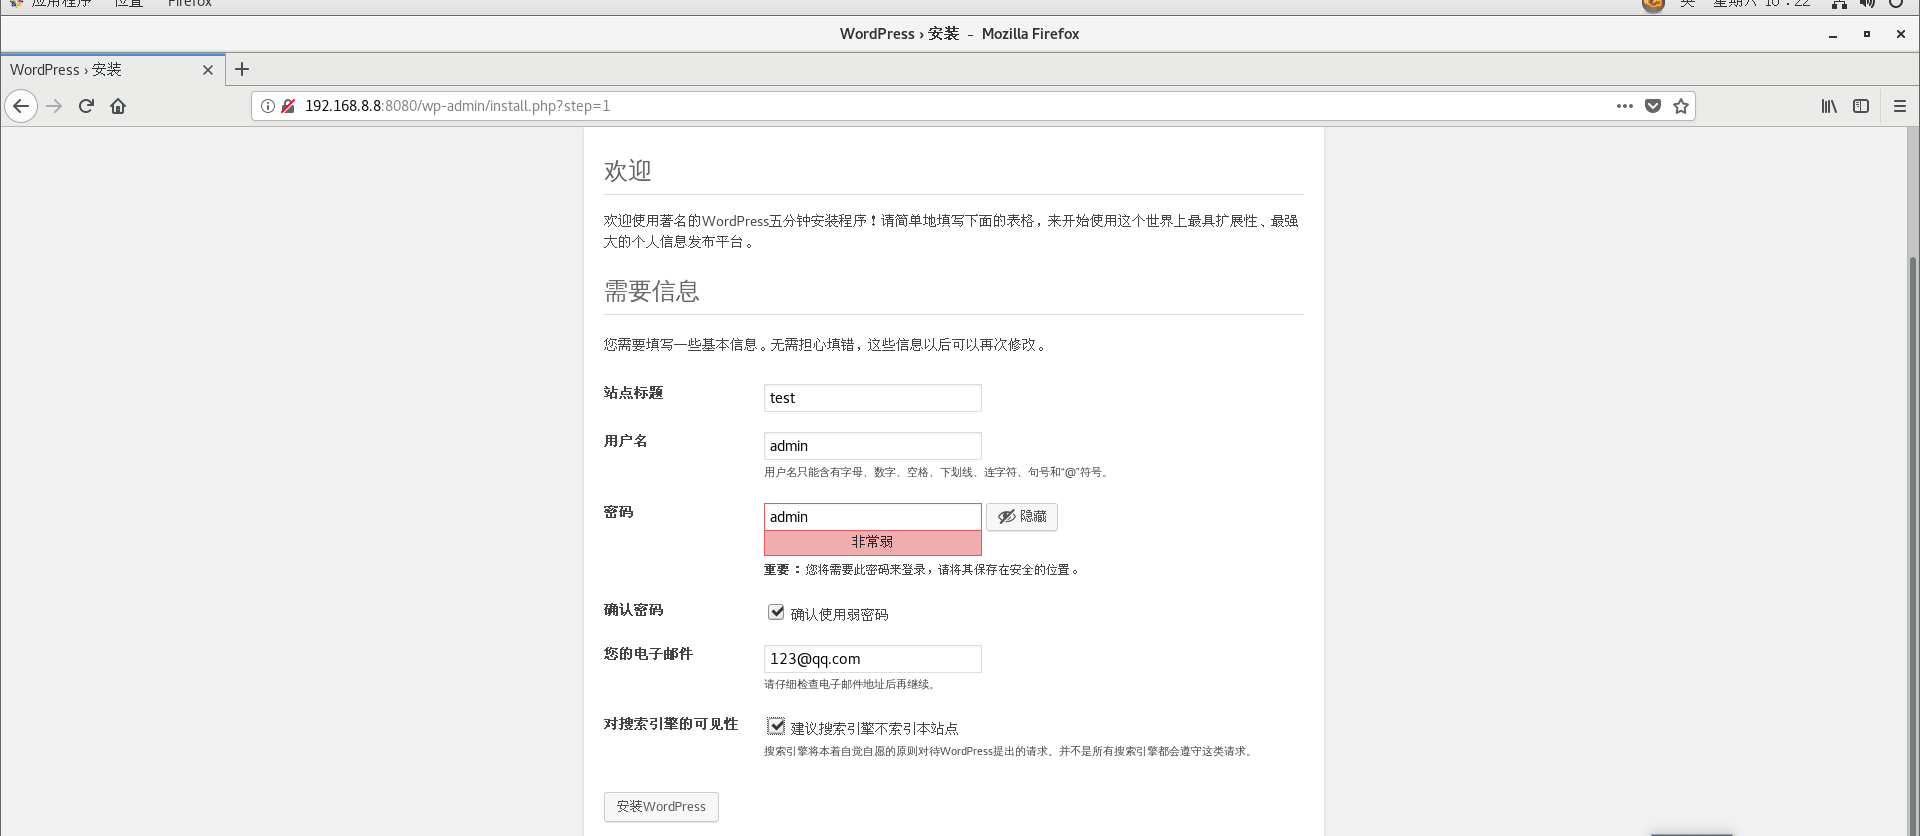 应用程序 位置 Firefox 英 星期六 16：22
WordPress › 安装 － Mozilla Firefox
WordPress › 安装
192.168.8.8:8080/wp-admin/install.php?step=1
欢迎
欢迎使用著名的WordPress五分钟安装程序！请简单地填写下面的表格，来开始使用这个世界上最具扩展性、最强
大的个人信息发布平台。
需要信息
您需要填写一些基本信息。无需担心填错，这些信息以后可以再次修改。
站点标题 test
用户名 admin
用户名只能含有字母、数字、空格、下划线、连字符、句号和“@”符号。
密码 admin 隐藏
非常弱
重要：您将需要此密码来登录，请将其保存在安全的位置。
确认密码 确认使用弱密码
您的电子邮件 123@qq.com
请仔细检查电子邮件地址后再继续。
对搜索引擎的可见性 建议搜索引擎不索引本站点
搜索引擎将本着自觉自愿的原则对待WordPress提出的请求。并不是所有搜索引擎都会遵守这类请求。
安装WordPress